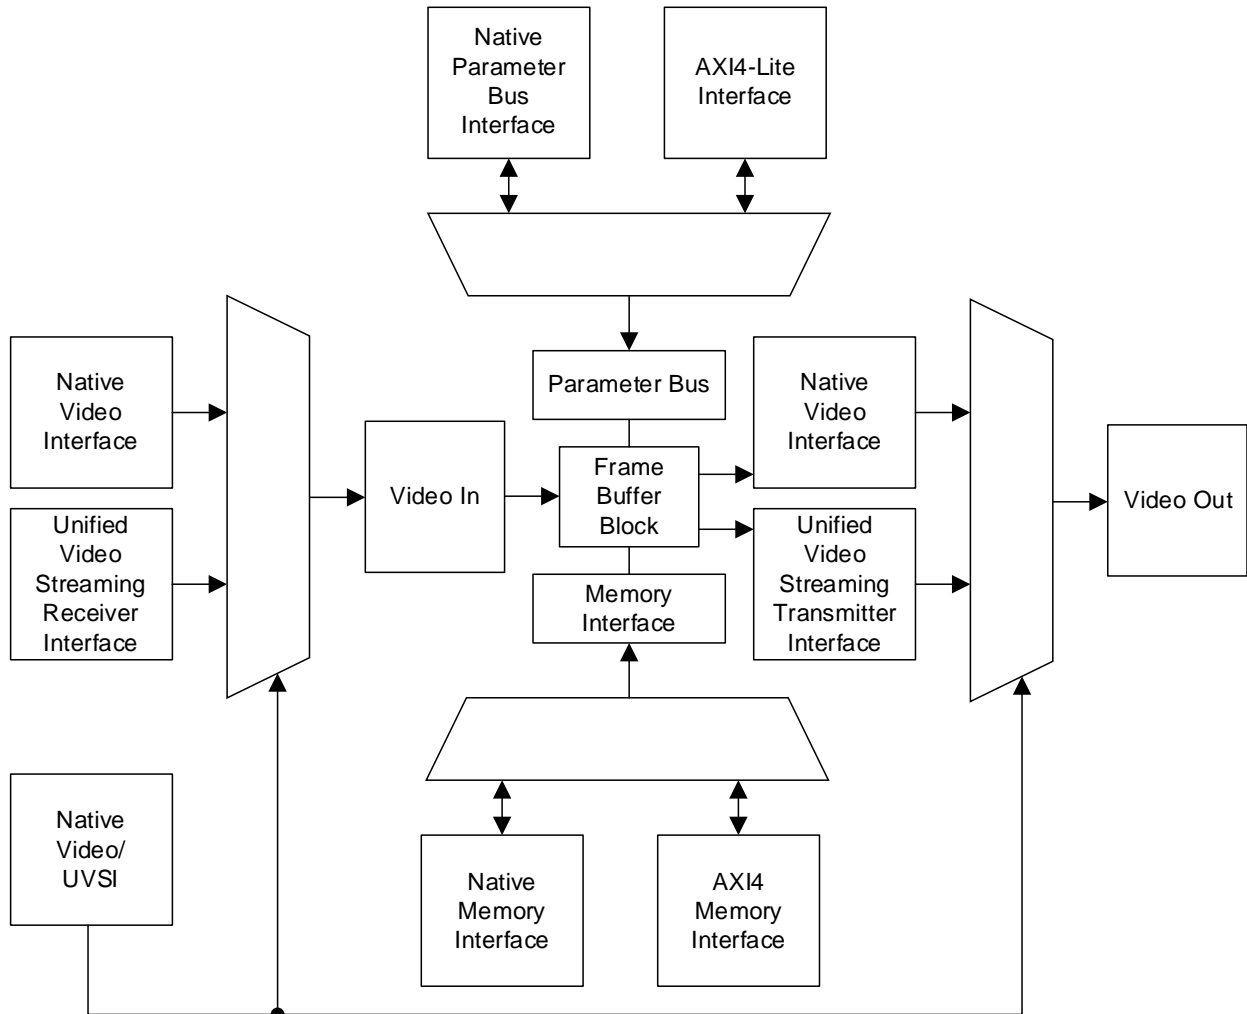 Native
Parameter
Bus
Interface
AXI4-Lite
Interface
Native
Video
Interface
Unified
Video
Streaming
Receiver
Interface
Video In
Parameter Bus
Frame
Buffer
Block
Memory
Interface
Native
Video
Interface
Unified
Video
Streaming
Transmitter
Interface
Video Out
Native
Video/
UVSI
Native
Memory
Interface
AXI4
Memory
Interface